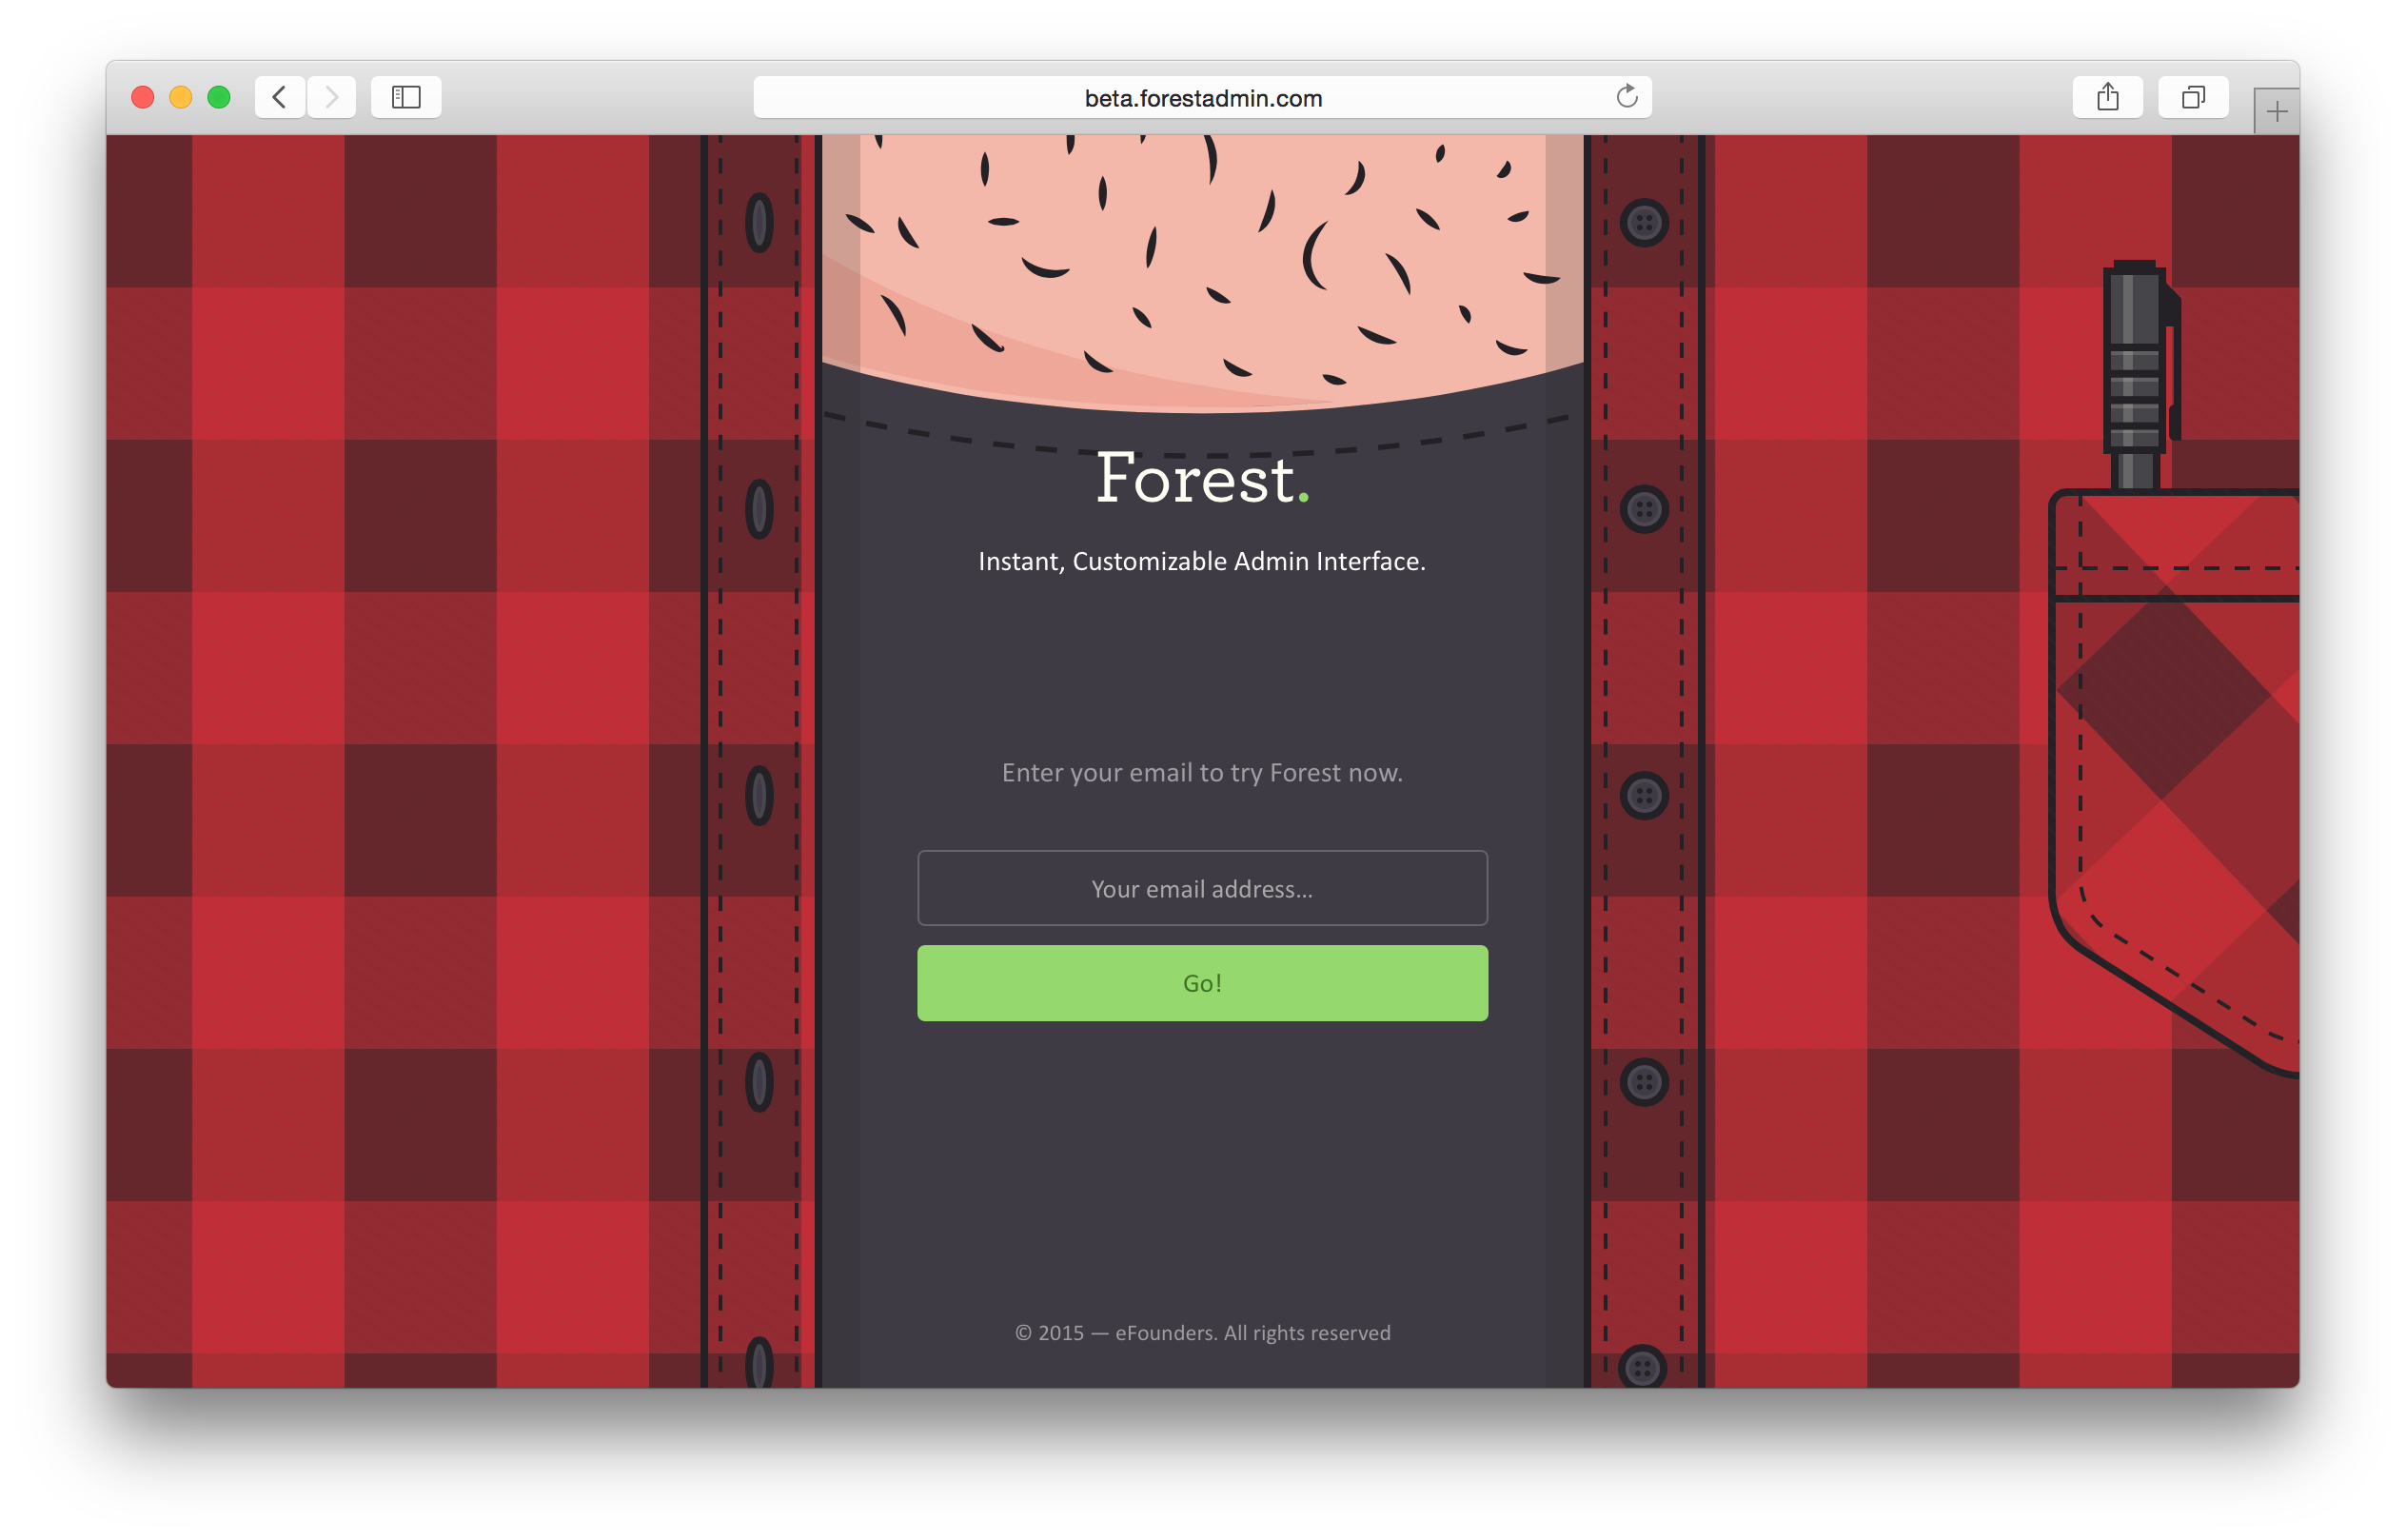 beta.forestadmin.com
Forest.
Instant, Customizable Admin Interface.
Enter your email to try Forest now.
Your email address...
Go!
© 2015 — eFounders. All rights reserved